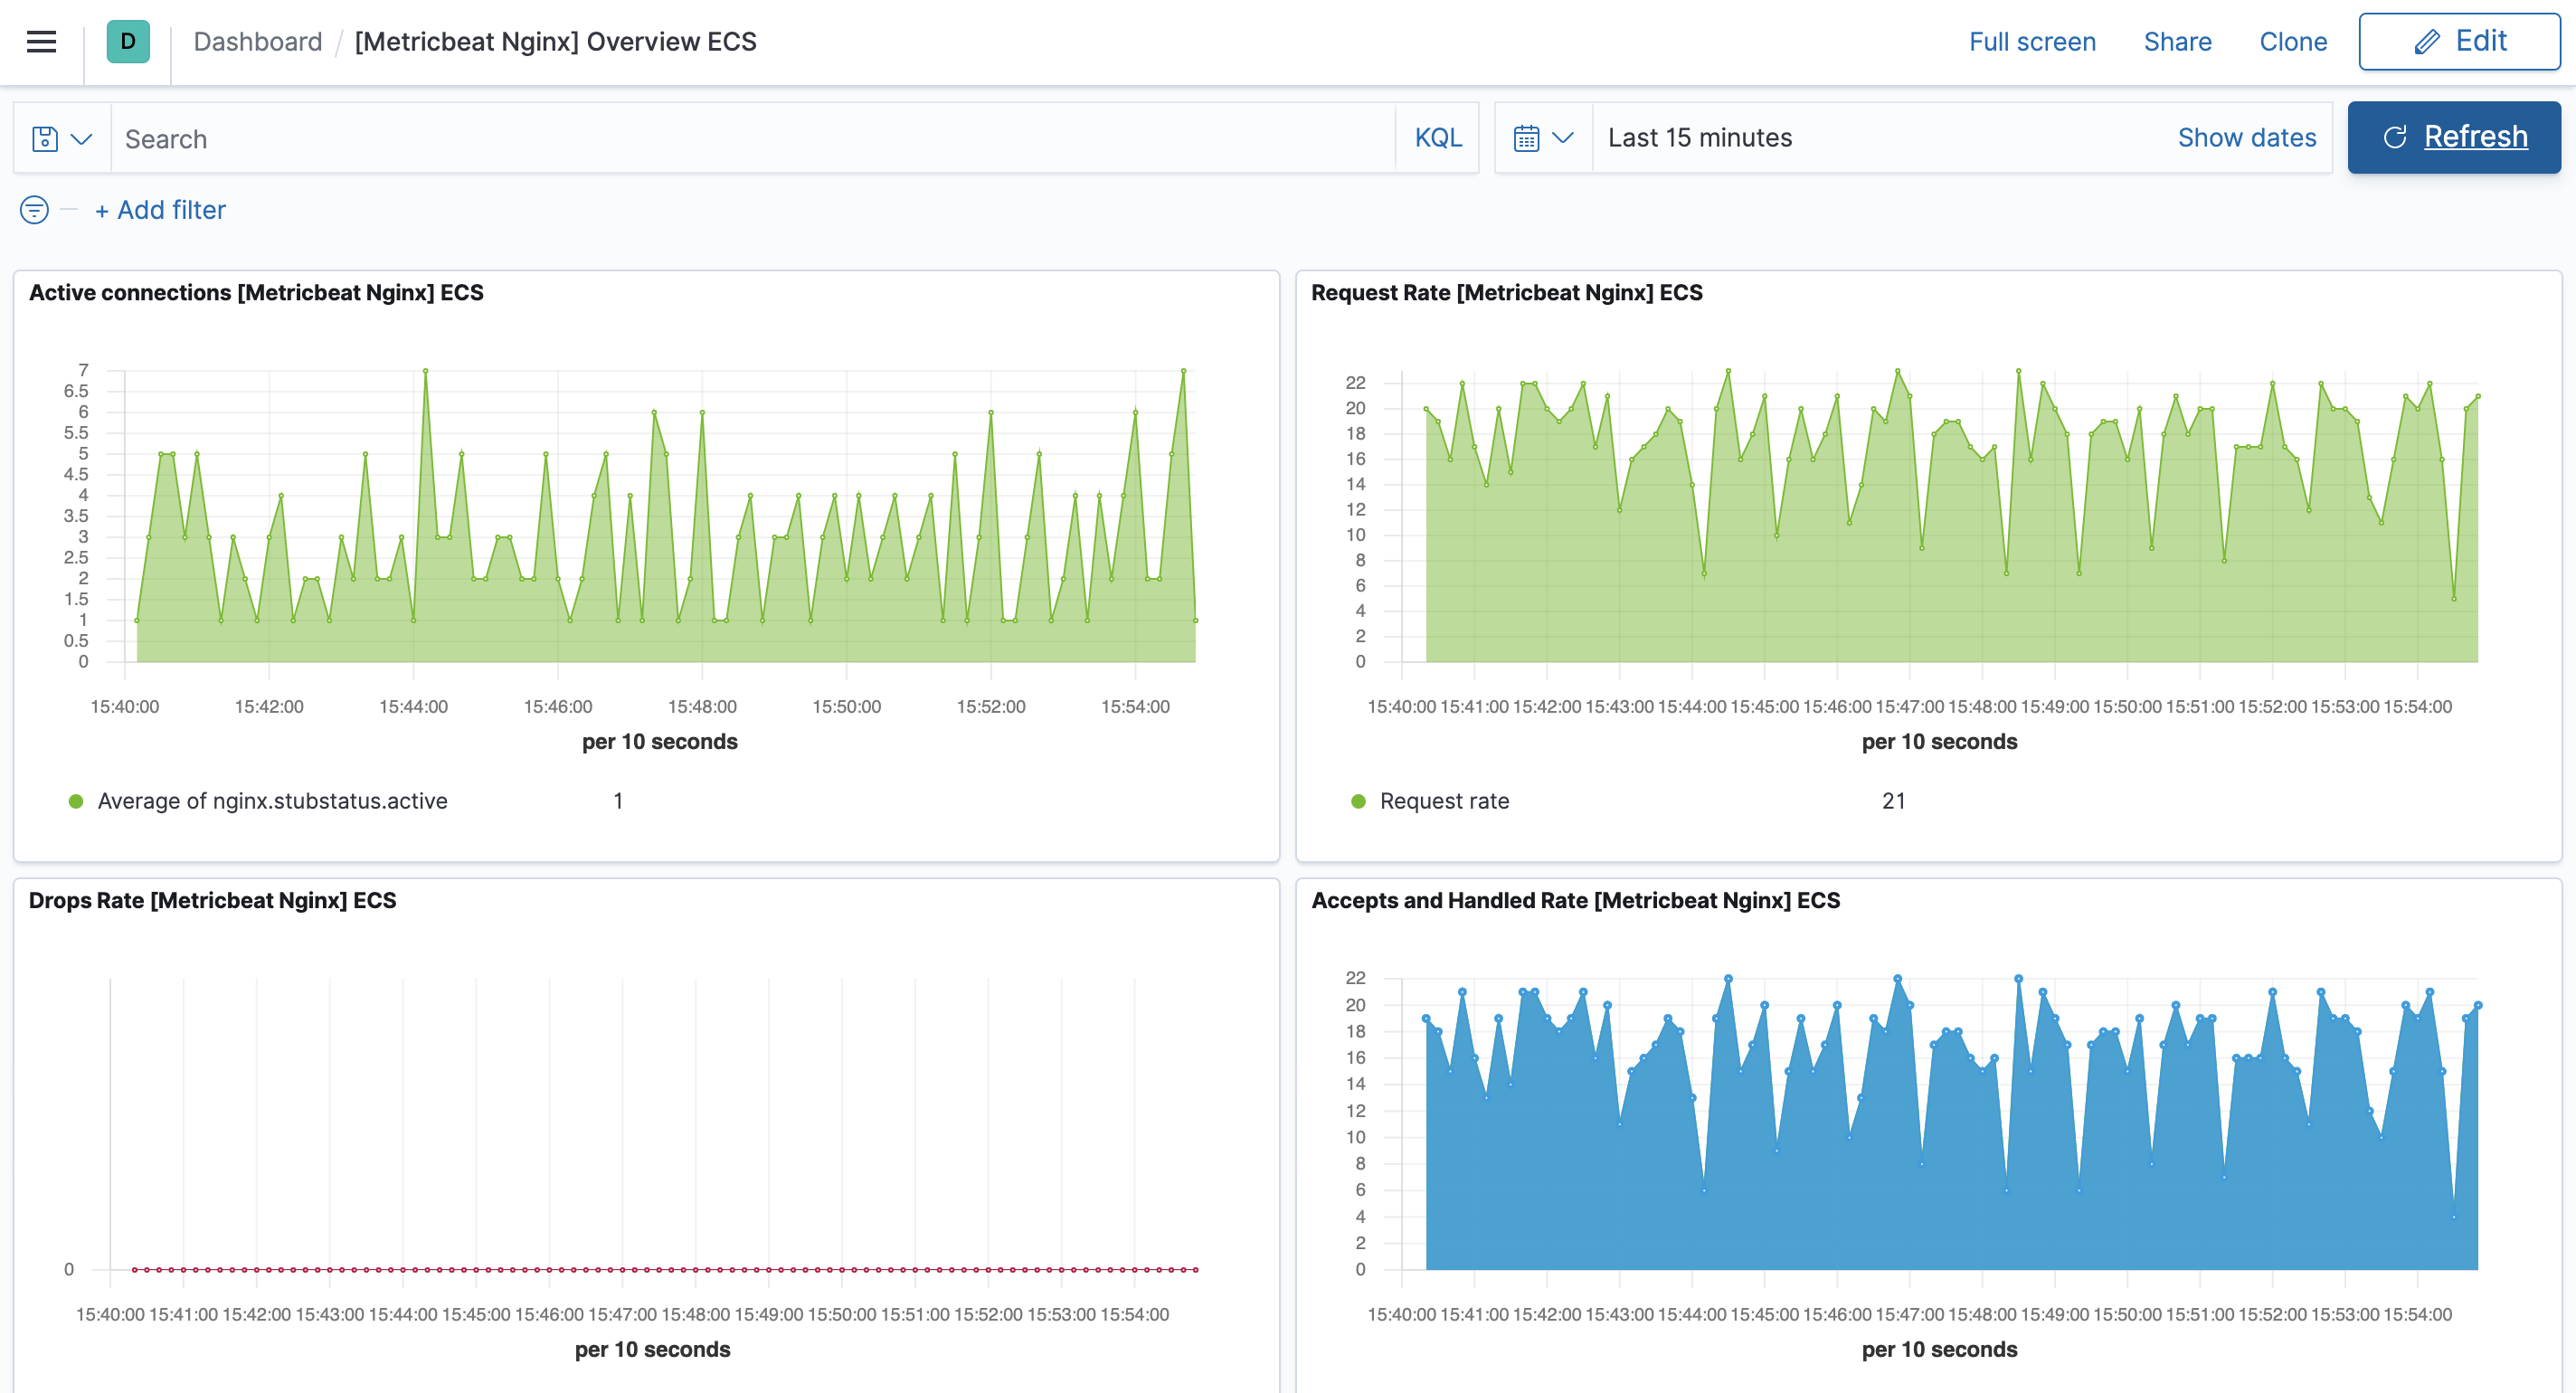 D Dashboard / [Metricbeat Nginx] Overview ECS Full screen Share Clone Edit
Search KQL Last 15 minutes Show dates Refresh
+ Add filter
Active connections [Metricbeat Nginx] ECS
7
6.5
6
5.5
5
4.5
4
3.5
3
2.5
2
1.5
1
0.5
0
15:40:00 15:42:00 15:44:00 15:46:00 15:48:00 15:50:00 15:52:00 15:54:00
per 10 seconds
Average of nginx.stubstatus.active 1
Request Rate [Metricbeat Nginx] ECS
22
20
18
16
14
12
10
8
6
4
2
0
15:40:00 15:41:00 15:42:00 15:43:00 15:44:00 15:45:00 15:46:00 15:47:00 15:48:00 15:49:00 15:50:00 15:51:00 15:52:00 15:53:00 15:54:00
per 10 seconds
Request rate 21
Drops Rate [Metricbeat Nginx] ECS
0
15:40:00 15:41:00 15:42:00 15:43:00 15:44:00 15:45:00 15:46:00 15:47:00 15:48:00 15:49:00 15:50:00 15:51:00 15:52:00 15:53:00 15:54:00
per 10 seconds
Accepts and Handled Rate [Metricbeat Nginx] ECS
22
20
18
16
14
12
10
8
6
4
2
0
15:40:00 15:41:00 15:42:00 15:43:00 15:44:00 15:45:00 15:46:00 15:47:00 15:48:00 15:49:00 15:50:00 15:51:00 15:52:00 15:53:00 15:54:00
per 10 seconds